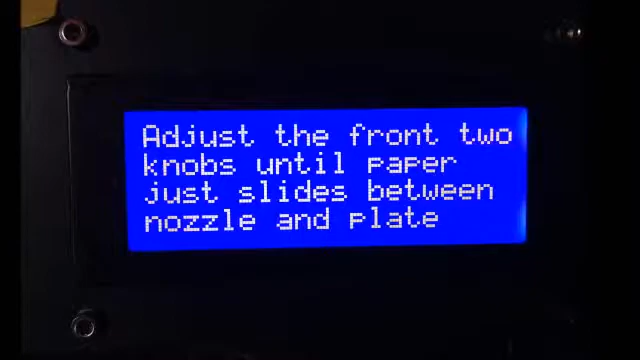 Adjust the front two
knobs until paper
just slides between
nozzle and plate